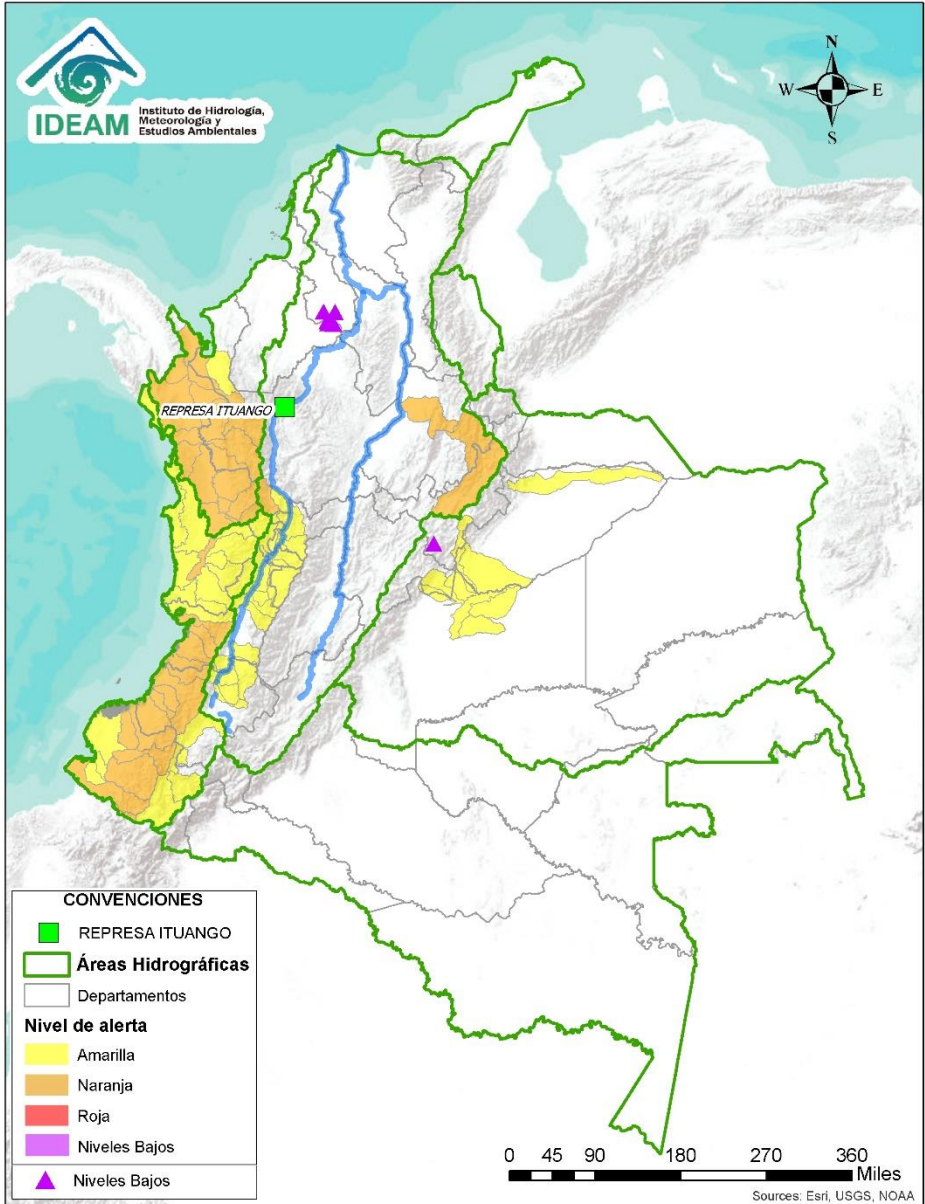 IDEAM
Instituto de Hidrología,
Meteorología y
Estudios Ambientales
N
W
E
S
REPRESA ITUANGO
CONVENCIONES
REPRESA ITUANGO
Áreas Hidrográficas
Departamentos
Nivel de alerta
Amarilla
Naranja
Roja
Niveles Bajos
Niveles Bajos
0 45 90 180 270 360
Miles
Sources: Esri, USGS, NOAA